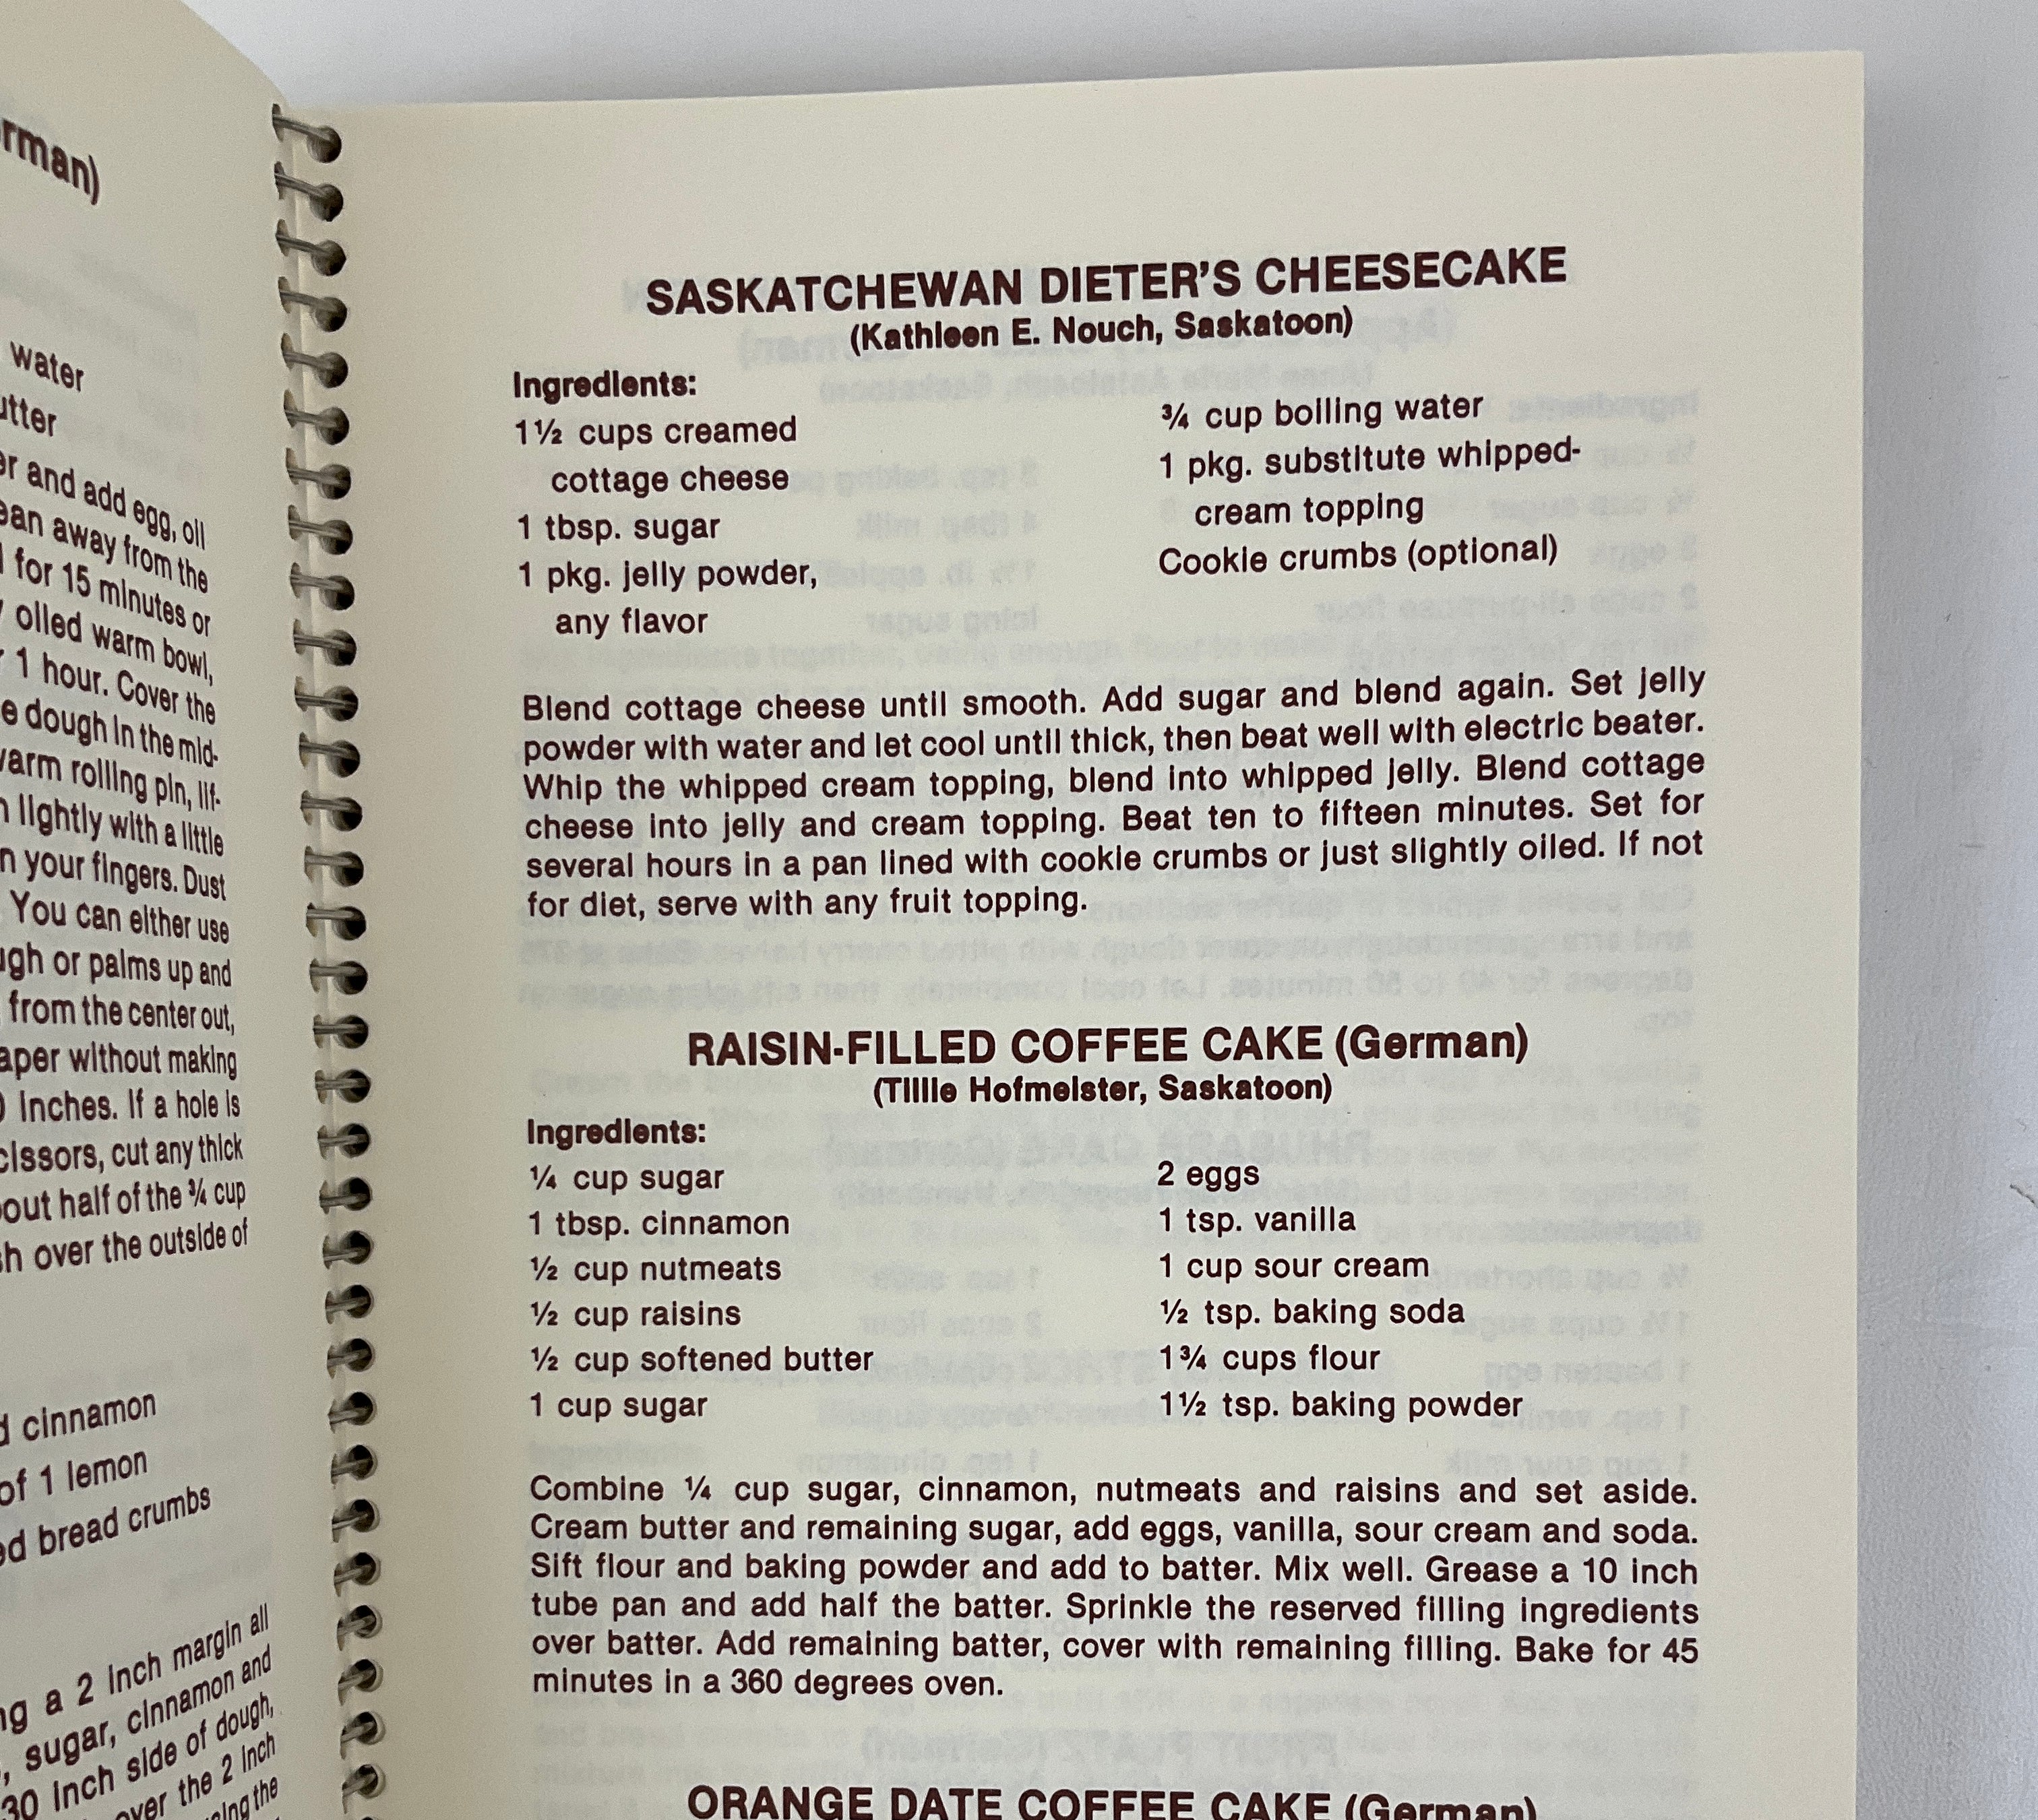 rman)
water
utter
er and add egg, oil
ean away from the
for 15 minutes or
oiled warm bowl,
1 hour. Cover the
e dough in the mid-
warm rolling pin, lif-
lightly with a little
n your fingers. Dust
You can either use
ugh or palms up and
from the center out,
aper without making
inches. If a hole is
cissors, cut any thick
bout half of the ¾ cup
sh over the outside of
cinnamon
of 1 lemon
ed bread crumbs
ng a 2 inch margin all
sugar, cinnamon and
30 inch side of dough,
over the 2 inch
the
SASKATCHEWAN DIETER'S CHEESECAKE
(Kathleen E. Nouch, Saskatoon)
Ingredients:
1½ cups creamed
cottage cheese
1 tbsp. sugar
1 pkg. jelly powder,
any flavor
¾ cup boiling water
1 pkg. substitute whipped-
cream topping
Cookie crumbs (optional)
Blend cottage cheese until smooth. Add sugar and blend again. Set jelly
powder with water and let cool until thick, then beat well with electric beater.
Whip the whipped cream topping, blend into whipped jelly. Blend cottage
cheese into jelly and cream topping. Beat ten to fifteen minutes. Set for
several hours in a pan lined with cookie crumbs or just slightly oiled. If not
for diet, serve with any fruit topping.
RAISIN-FILLED COFFEE CAKE (German)
(Tillie Hofmeister, Saskatoon)
Ingredients:
¼ cup sugar
1 tbsp. cinnamon
½ cup nutmeats
½ cup raisins
½ cup softened butter
1 cup sugar
2 eggs
1 tsp. vanilla
1 cup sour cream
½ tsp. baking soda
1¾ cups flour
1½ tsp. baking powder
Combine ¼ cup sugar, cinnamon, nutmeats and raisins and set aside.
Cream butter and remaining sugar, add eggs, vanilla, sour cream and soda.
Sift flour and baking powder and add to batter. Mix well. Grease a 10 inch
tube pan and add half the batter. Sprinkle the reserved filling ingredients
over batter. Add remaining batter, cover with remaining filling. Bake for 45
minutes in a 360 degrees oven.
ORANGE DATE COFFEE CAKE (German)